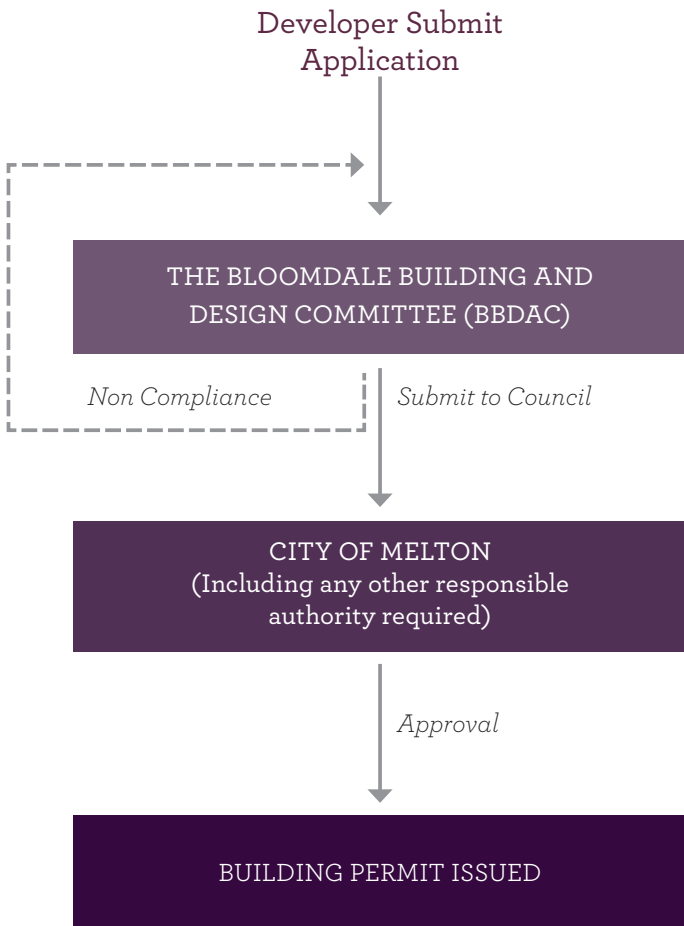 Developer Submit
Application
THE BLOOMDALE BUILDING AND
DESIGN COMMITTEE (BBDAC)
Non Compliance
Submit to Council
CITY OF MELTON
(Including any other responsible
authority required)
Approval
BUILDING PERMIT ISSUED